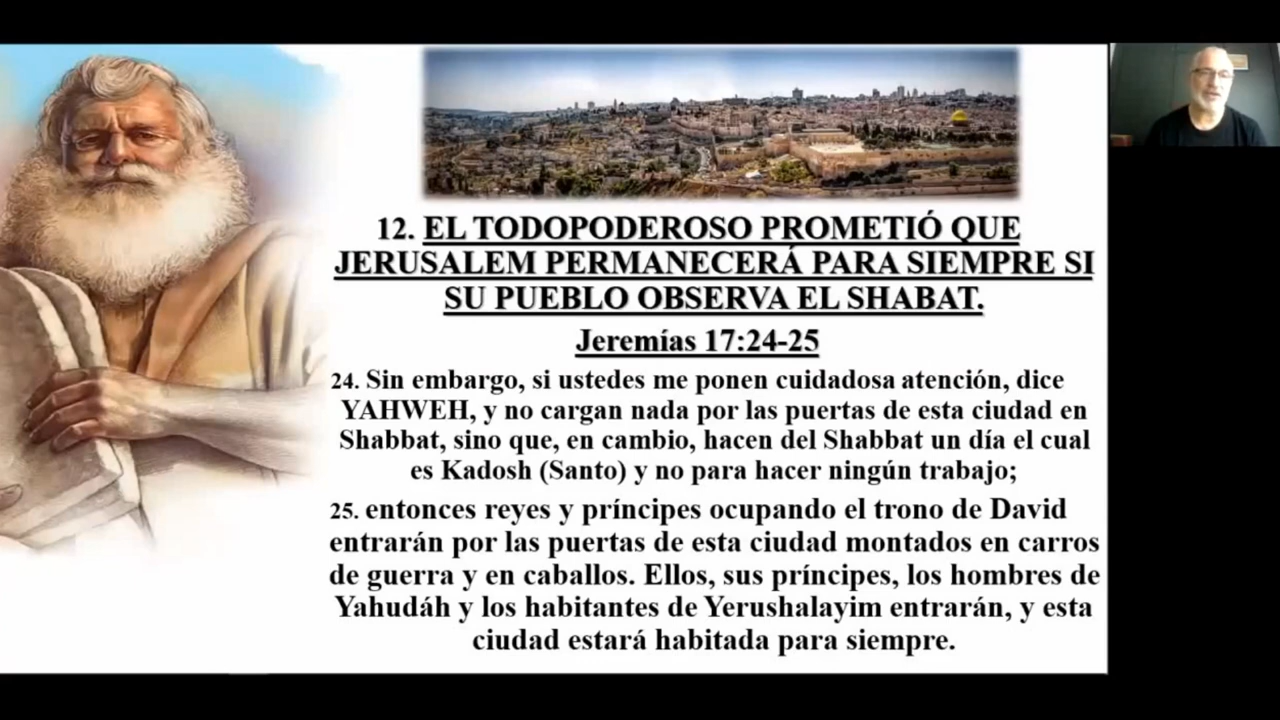 12. EL TODOPODEROSO PROMETIÓ QUE
JERUSALEM PERMANECERÁ PARA SIEMPRE SI
SU PUEBLO OBSERVA EL SHABAT.
Jeremías 17:24-25
24. Sin embargo, si ustedes me ponen cuidadosa atención, dice
YAHWEH, y no cargan nada por las puertas de esta ciudad en
Shabbat, sino que, en cambio, hacen del Shabbat un día el cual
es Kadosh (Santo) y no para hacer ningún trabajo;
25. entonces reyes y príncipes ocupando el trono de David
entrarán por las puertas de esta ciudad montados en carros
de guerra y en caballos. Ellos, sus príncipes, los hombres de
Yahudáh y los habitantes de Yerushalayim entrarán, y esta
ciudad estará habitada para siempre.